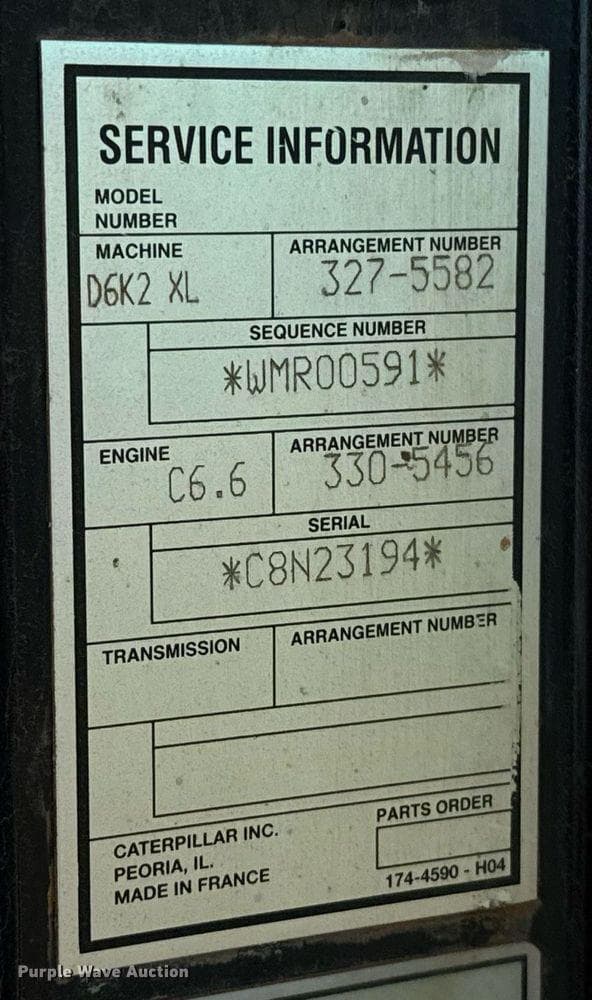 SERVICE INFORMATION
MODEL
NUMBER
MACHINE
ARRANGEMENT NUMBER
D6K2 XL
327-5582
SEQUENCE NUMBER
*WMR00591*
ENGINE
ARRANGEMENT NUMBER
C6.6
330-5456
SERIAL
*C8N23194*
TRANSMISSION
ARRANGEMENT NUMBER
PARTS ORDER
CATERPILLAR INC.
PEORIA, IL.
MADE IN FRANCE
174-4590 - H04
Purple Wave Auction